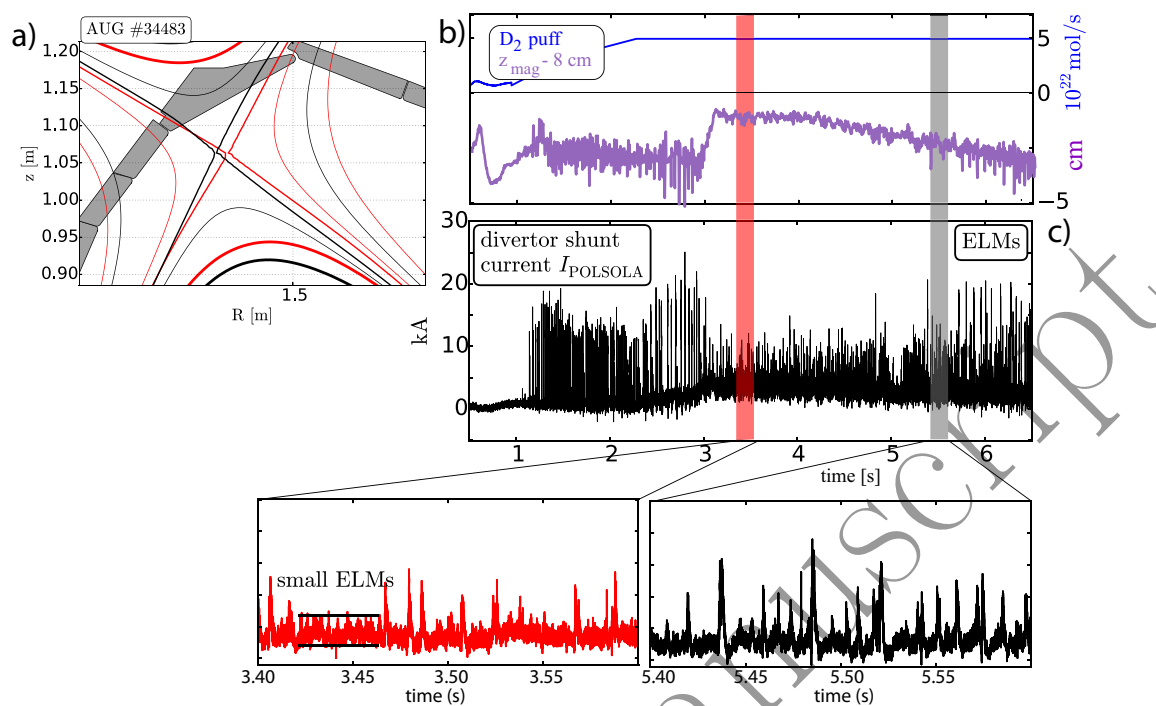 a)
AUG #34483
1.20
1.15
1.10
1.05
1.00
0.95
0.90
z [m]
1.5
R [m]
b)
D2 puff
zmag - 8 cm
5
0
10^22 mol/s
cm
−5
c)
30
20
10
0
kA
divertor shunt
current IPOLSOLA
ELMs
1 2 3 4 5 6
time [s]
small ELMs
3.40 3.45 3.50 3.55
time (s)
5.40 5.45 5.50 5.55
time (s)